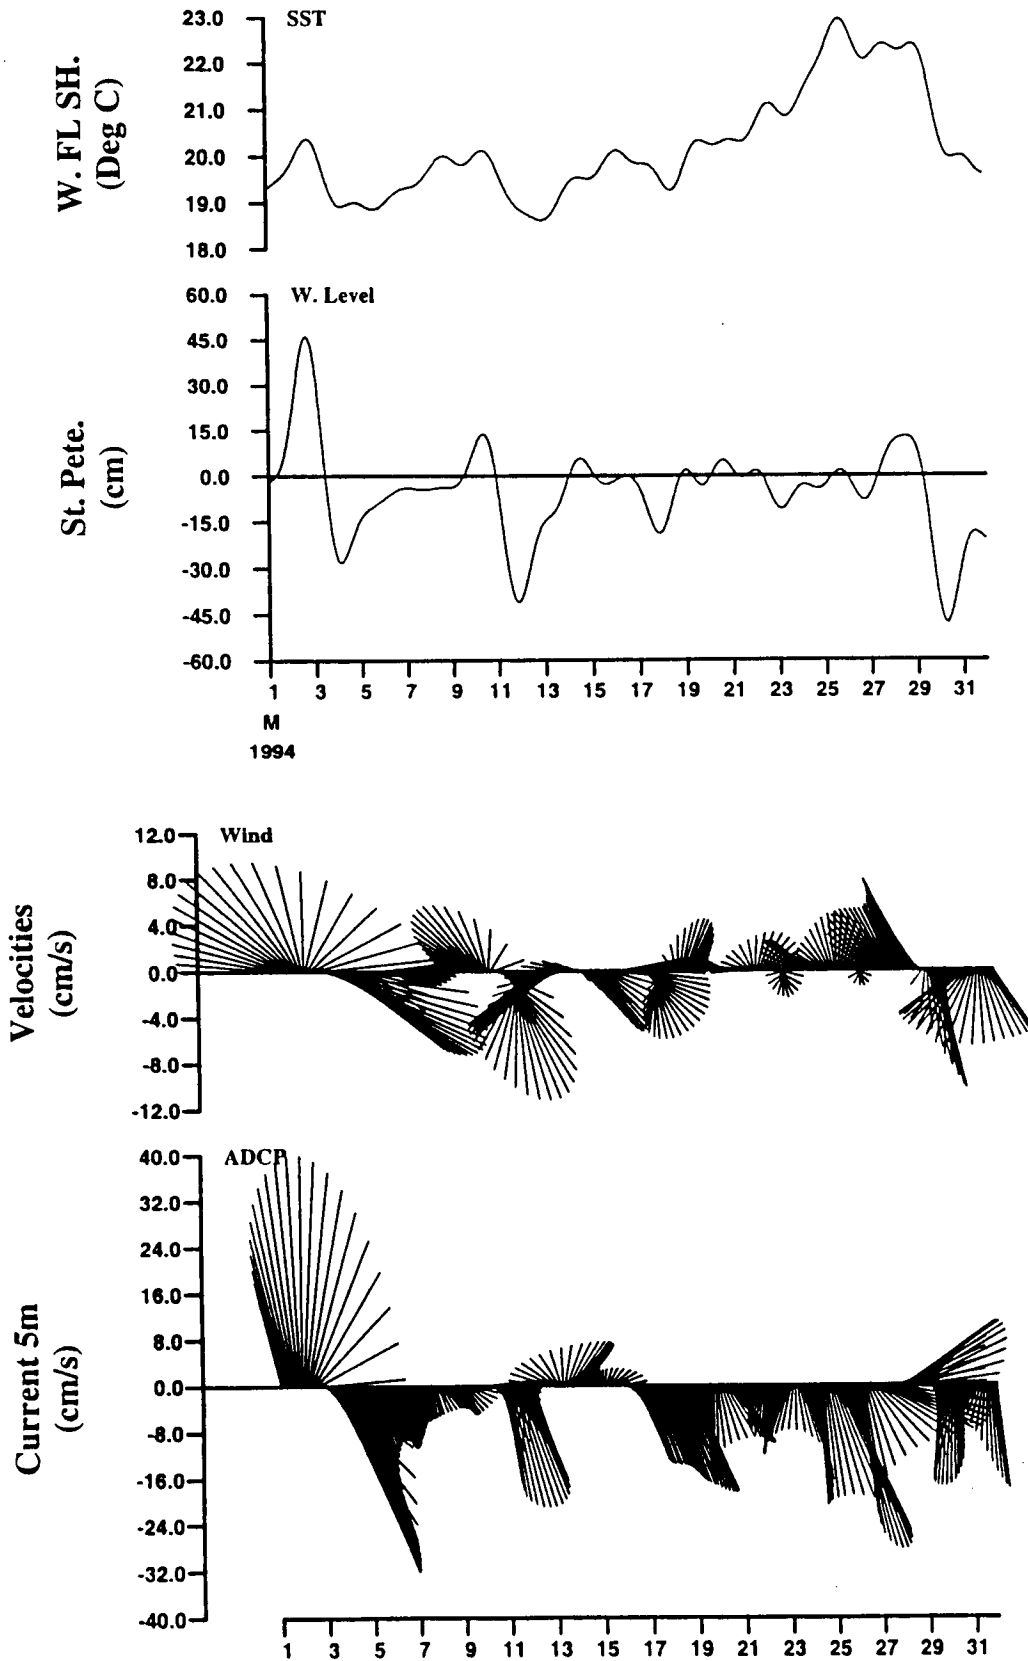 W. FL SH.
(Deg C)
SST
23.0
22.0
21.0
20.0
19.0
18.0
St. Pete.
(cm)
W. Level
60.0
45.0
30.0
15.0
0.0
-15.0
-30.0
-45.0
-60.0
1 3 5 7 9 11 13 15 17 19 21 23 25 27 29 31
M
1994
Velocities
(cm/s)
Wind
12.0
8.0
4.0
0.0
-4.0
-8.0
-12.0
Current 5m
(cm/s)
ADCP
40.0
32.0
24.0
16.0
8.0
0.0
-8.0
-16.0
-24.0
-32.0
-40.0
1 3 5 7 9 11 13 15 17 19 21 23 25 27 29 31